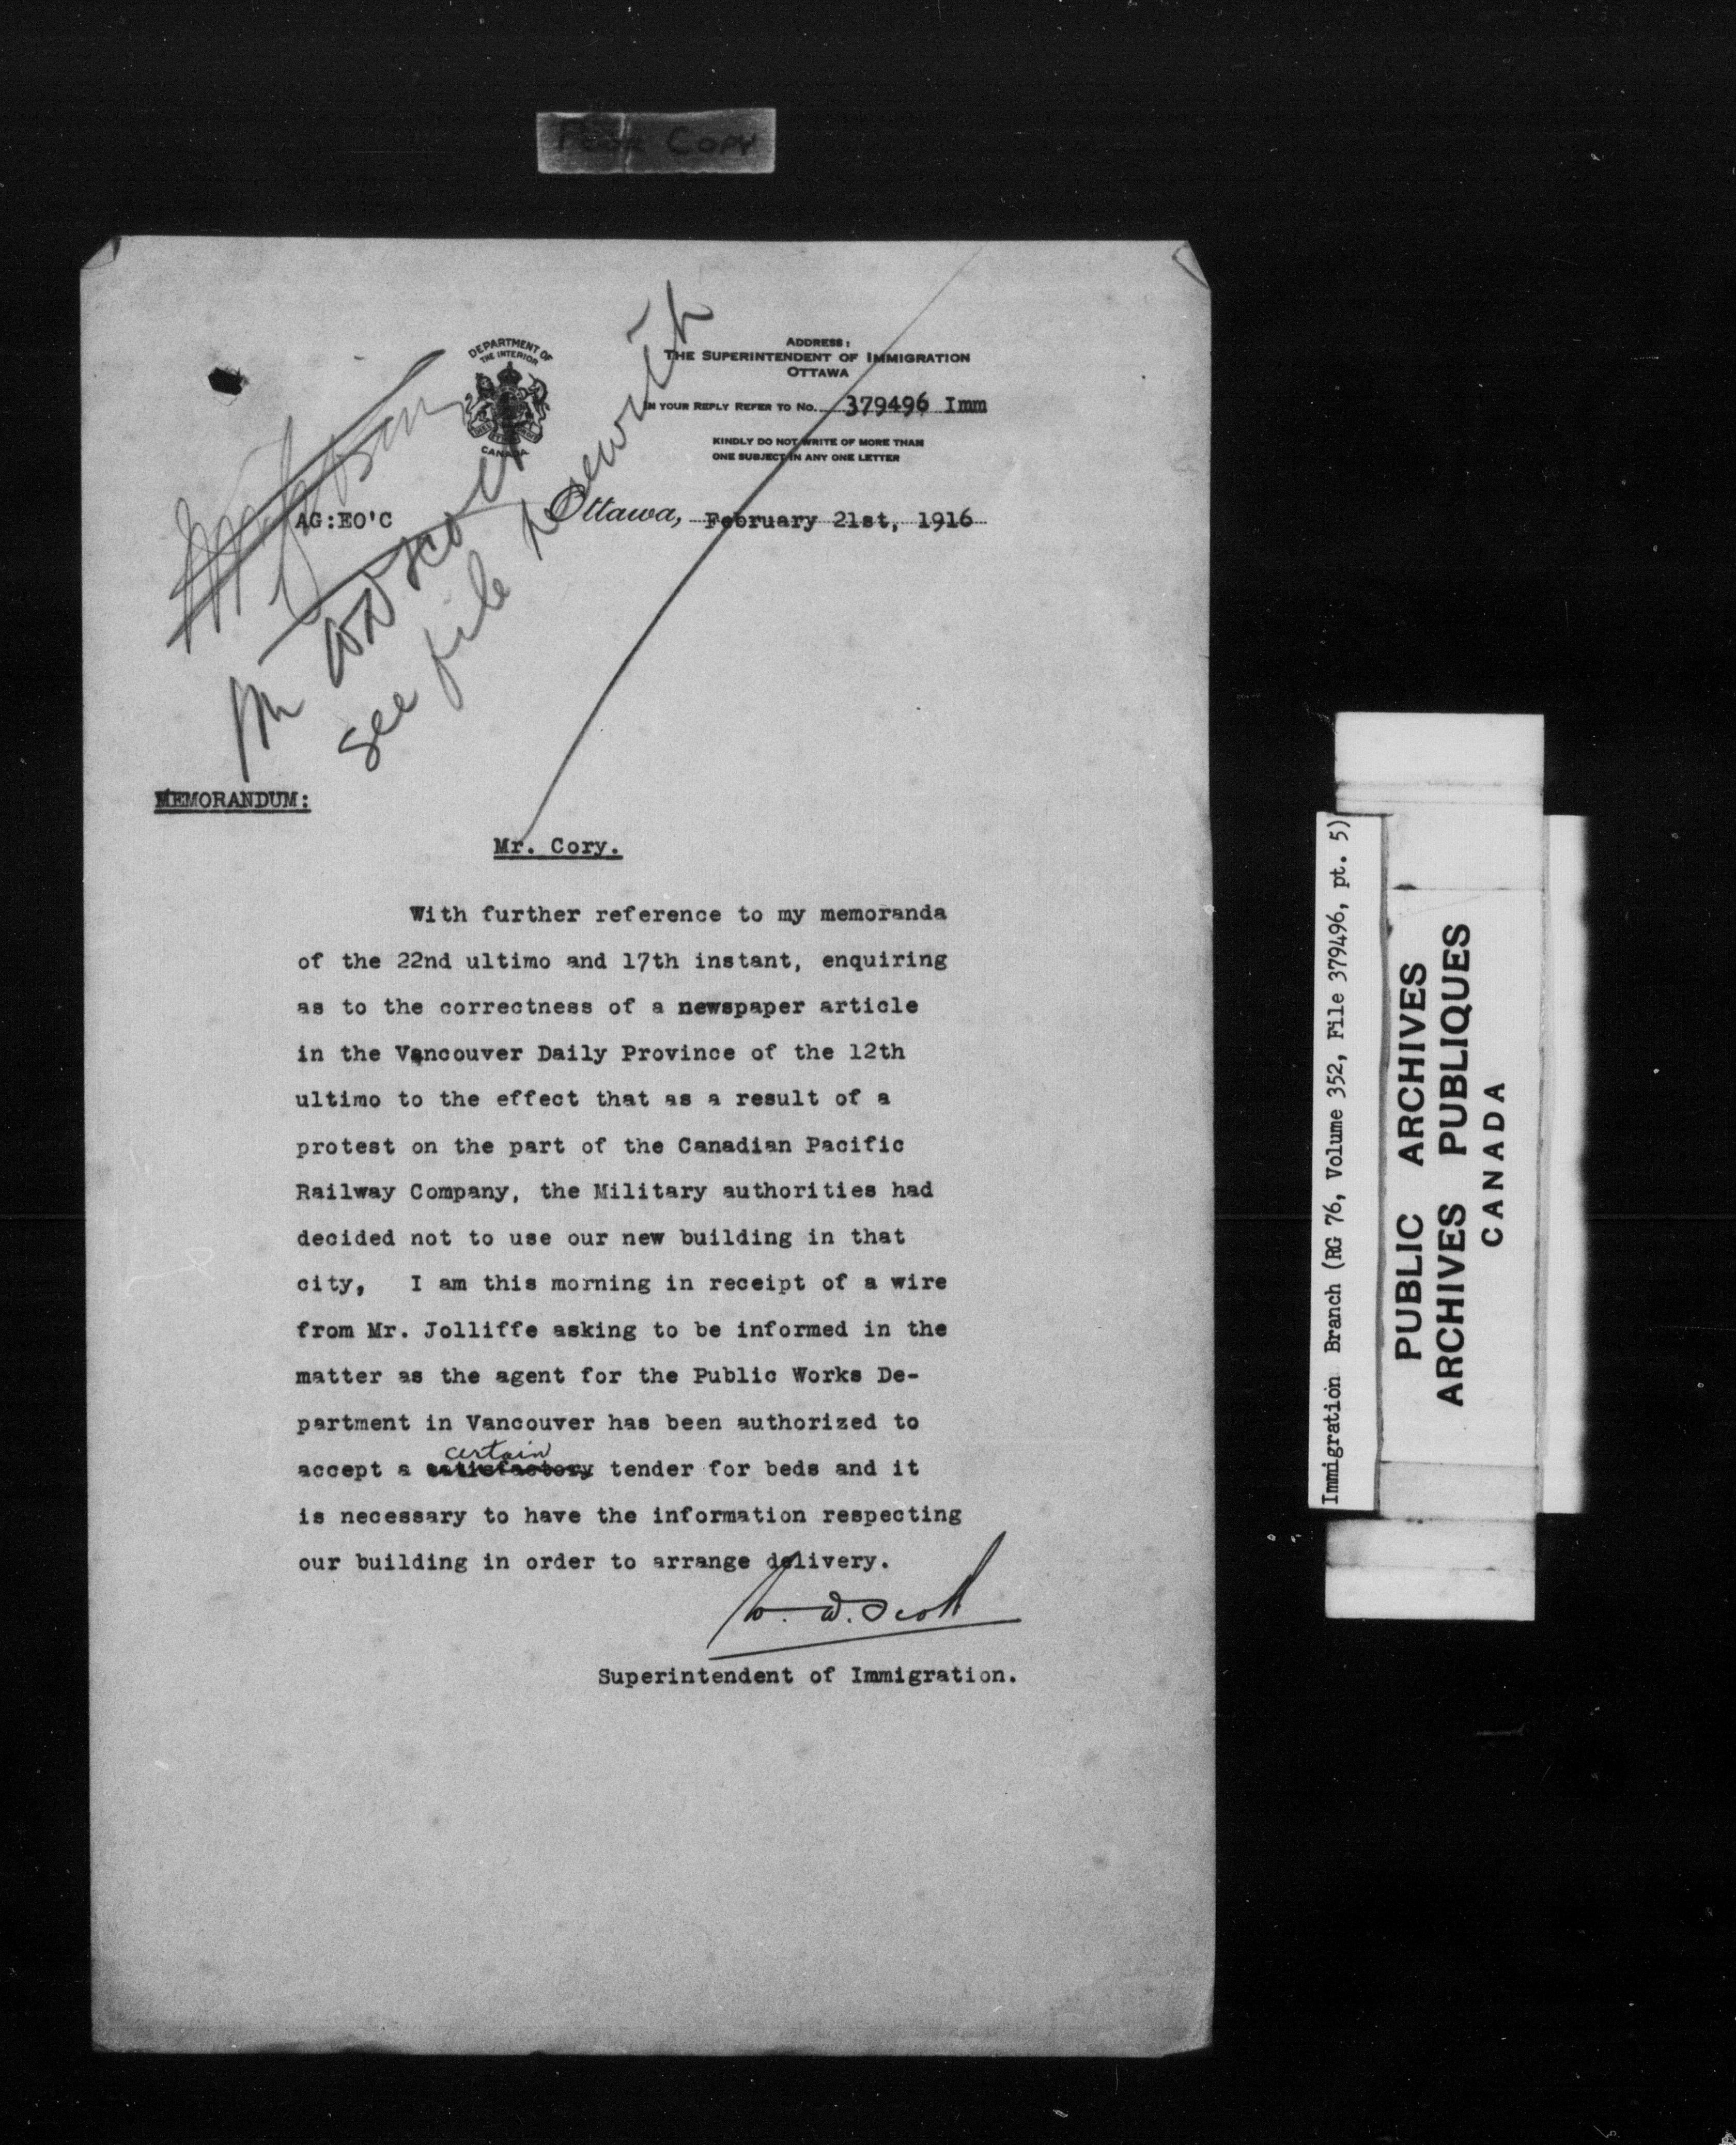 Poor Copy
DEPARTMENT OF
THE INTERIOR
CANADA
ADDRESS:
THE SUPERINTENDENT OF IMMIGRATION
OTTAWA
IN YOUR REPLY REFER TO No. 379496 Imm
KINDLY DO NOT WRITE OF MORE THAN
ONE SUBJECT IN ANY ONE LETTER
AG:EO'C
Ottawa, February 21st, 1916
Mr WD Scott
See file herewith
MEMORANDUM:
Mr. Cory.
With further reference to my memoranda
of the 22nd ultimo and 17th instant, enquiring
as to the correctness of a newspaper article
in the Vancouver Daily Province of the 12th
ultimo to the effect that as a result of a
protest on the part of the Canadian Pacific
Railway Company, the Military authorities had
decided not to use our new building in that
city, I am this morning in receipt of a wire
from Mr. Jolliffe asking to be informed in the
matter as the agent for the Public Works De-
partment in Vancouver has been authorized to
certain
accept a satisfactory tender for beds and it
is necessary to have the information respecting
our building in order to arrange delivery.
W. D. Scott
Superintendent of Immigration.
Immigration Branch (RG 76, Volume 352, File 379496, pt. 5)
PUBLIC ARCHIVES
ARCHIVES PUBLIQUES
CANADA